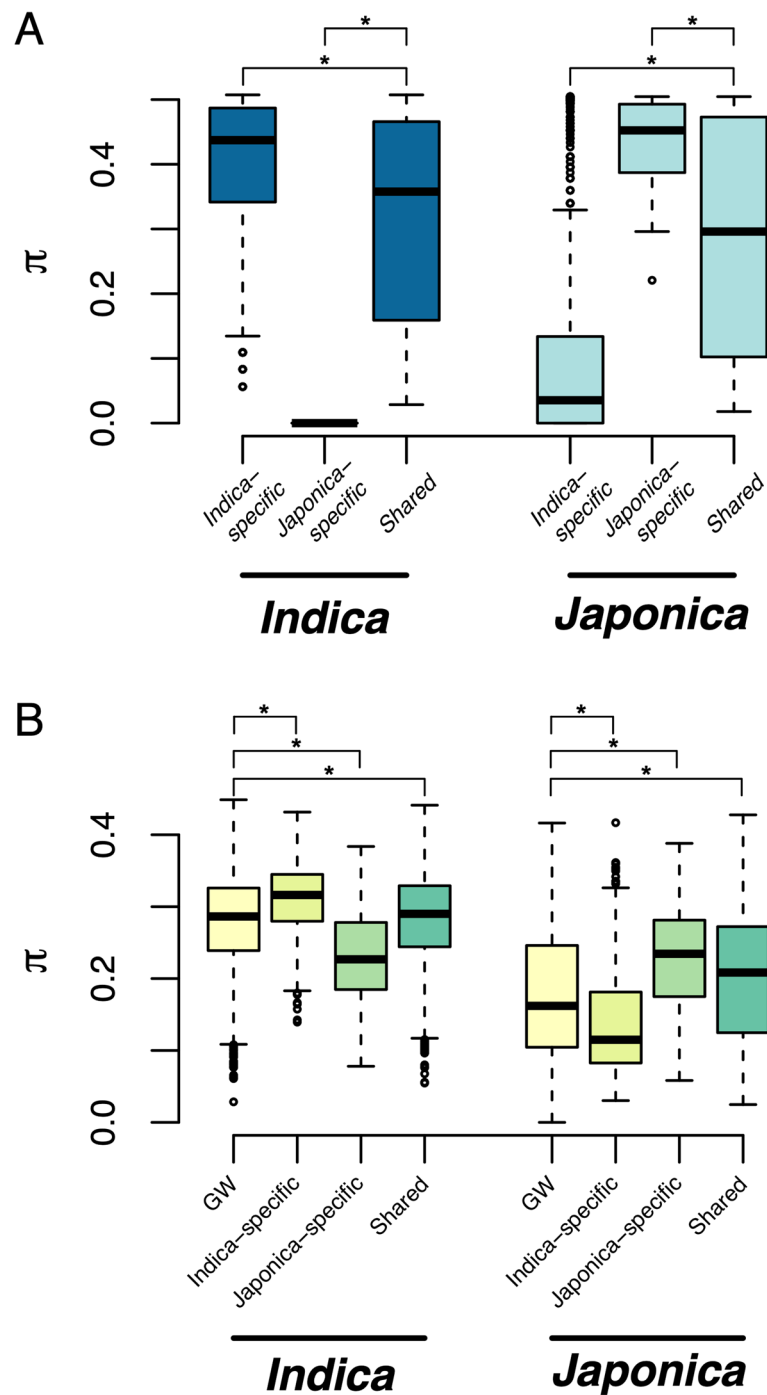 A
* *
* *
π
0.4
0.2
0.0
Indica–
specific
Japonica–
specific
Shared
Indica–
specific
Japonica–
specific
Shared
Indica
Japonica
B
* *
* *
* *
π
0.4
0.2
0.0
GW
Indica–specific
Japonica–specific
Shared
GW
Indica–specific
Japonica–specific
Shared
Indica
Japonica